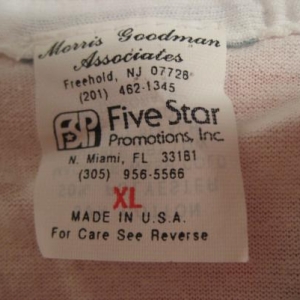 Morris Goodman
Associates
Freehold, NJ 07728
(201) 462-1345
FSPI Five Star
Promotions, Inc.
N. Miami, FL 33181
(305) 956-5566
XL
MADE IN U.S.A.
For Care See Reverse